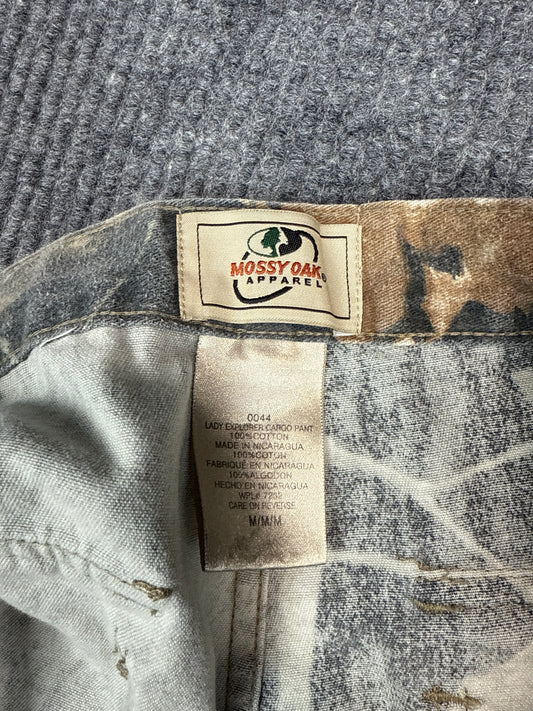 MOSSY OAK®
APPAREL
0044
LADY EXPLORER CARGO PANT
100%COTTON
MADE IN NICARAGUA
100%COTON
FABRIQUÉ EN NICARAGUA
100%ALGODON
HECHO EN NICARAGUA
WPL# 7232
CARE ON REVERSE
M/M/M